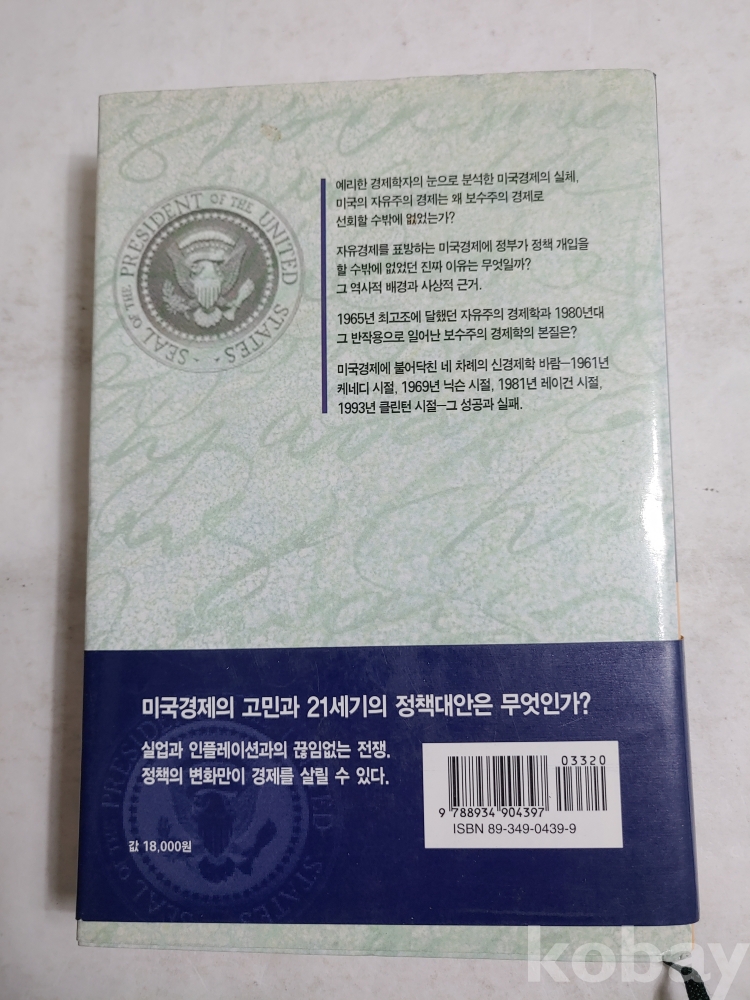 SEAL OF THE PRESIDENT OF THE UNITED STATES
예리한 경제학자의 눈으로 분석한 미국경제의 실체,
미국의 자유주의 경제는 왜 보수주의 경제로
선회할 수밖에 없었는가?
자유경제를 표방하는 미국경제에 정부가 정책 개입을
할 수밖에 없었던 진짜 이유는 무엇일까?
그 역사적 배경과 사상적 근거.
1965년 최고조에 달했던 자유주의 경제학과 1980년대
그 반작용으로 일어난 보수주의 경제학의 본질은?
미국경제에 불어닥친 네 차례의 신경제학 바람—1961년
케네디 시절, 1969년 닉슨 시절, 1981년 레이건 시절,
1993년 클린턴 시절—그 성공과 실패.
미국경제의 고민과 21세기의 정책대안은 무엇인가?
실업과 인플레이션과의 끊임없는 전쟁.
정책의 변화만이 경제를 살릴 수 있다.
값 18,000원
03320
9 788934 904397
ISBN 89-349-0439-9
kobay